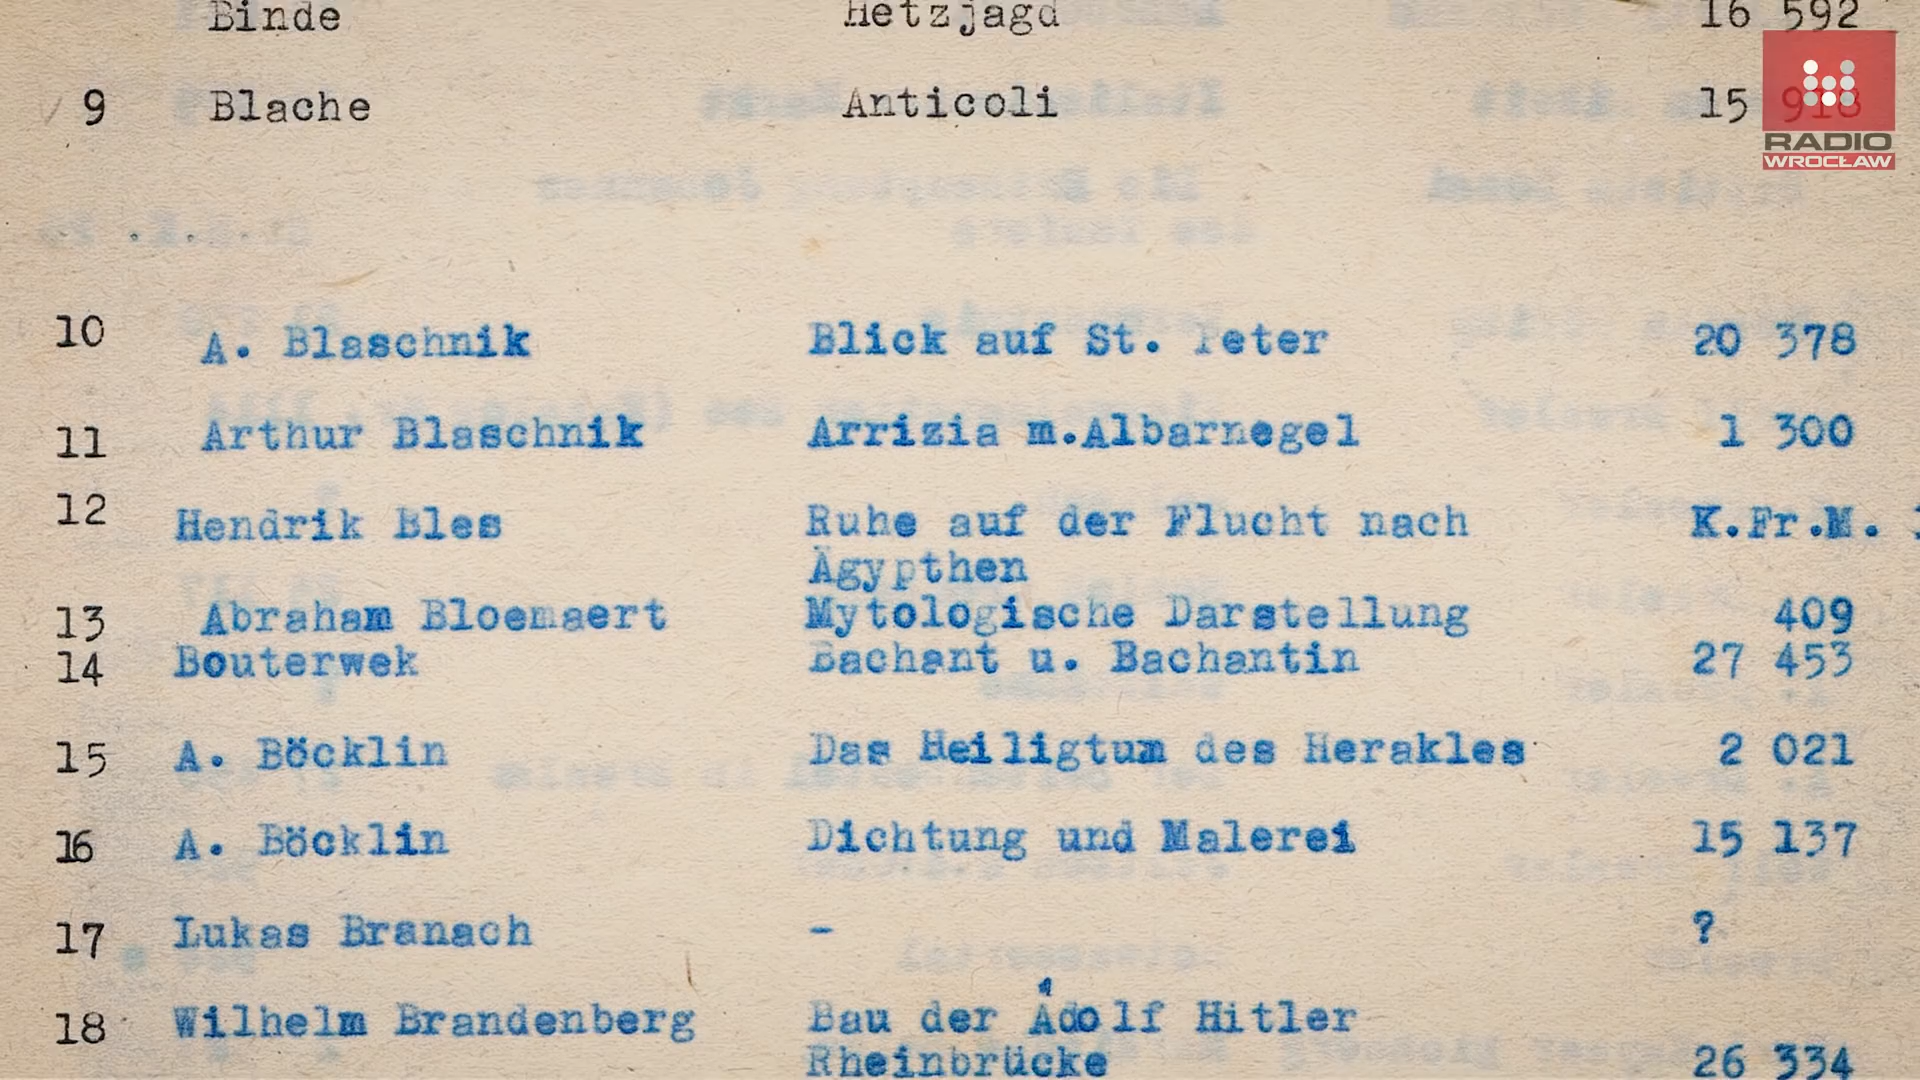 Binde Hetzjagd 16 592
9 Blache Anticoli 15 918
RADIO
WROCŁAW
10 A. Blaschnik Blick auf St. Peter 20 378
11 Arthur Blaschnik Arrizia m.Albarnegel 1 300
12 Hendrik Bles Ruhe auf der Flucht nach K.Fr.M.
Ägypthen
13 Abraham Bloemaert Mytologische Darstellung 409
14 Bouterwek Bachant u. Bachantin 27 453
15 A. Böcklin Das Heiligtum des Herakles 2 021
16 A. Böcklin Dichtung und Malerei 15 137
17 Lukas Branach - ?
18 Wilhelm Brandenberg Bau der Adolf Hitler
Rheinbrücke 26 334